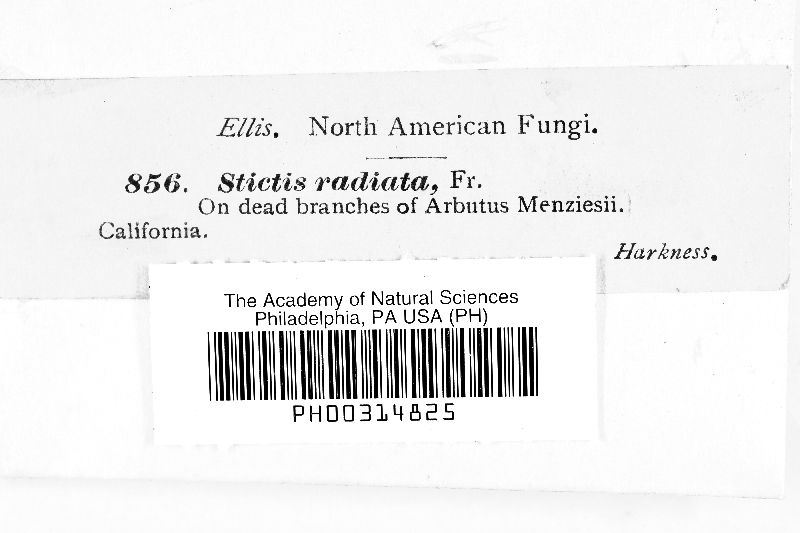 Ellis. North American Fungi.
856. Stictis radiata, Fr.
On dead branches of Arbutus Menziesii.
California.
Harkness.
The Academy of Natural Sciences
Philadelphia, PA USA (PH)
PH00314825